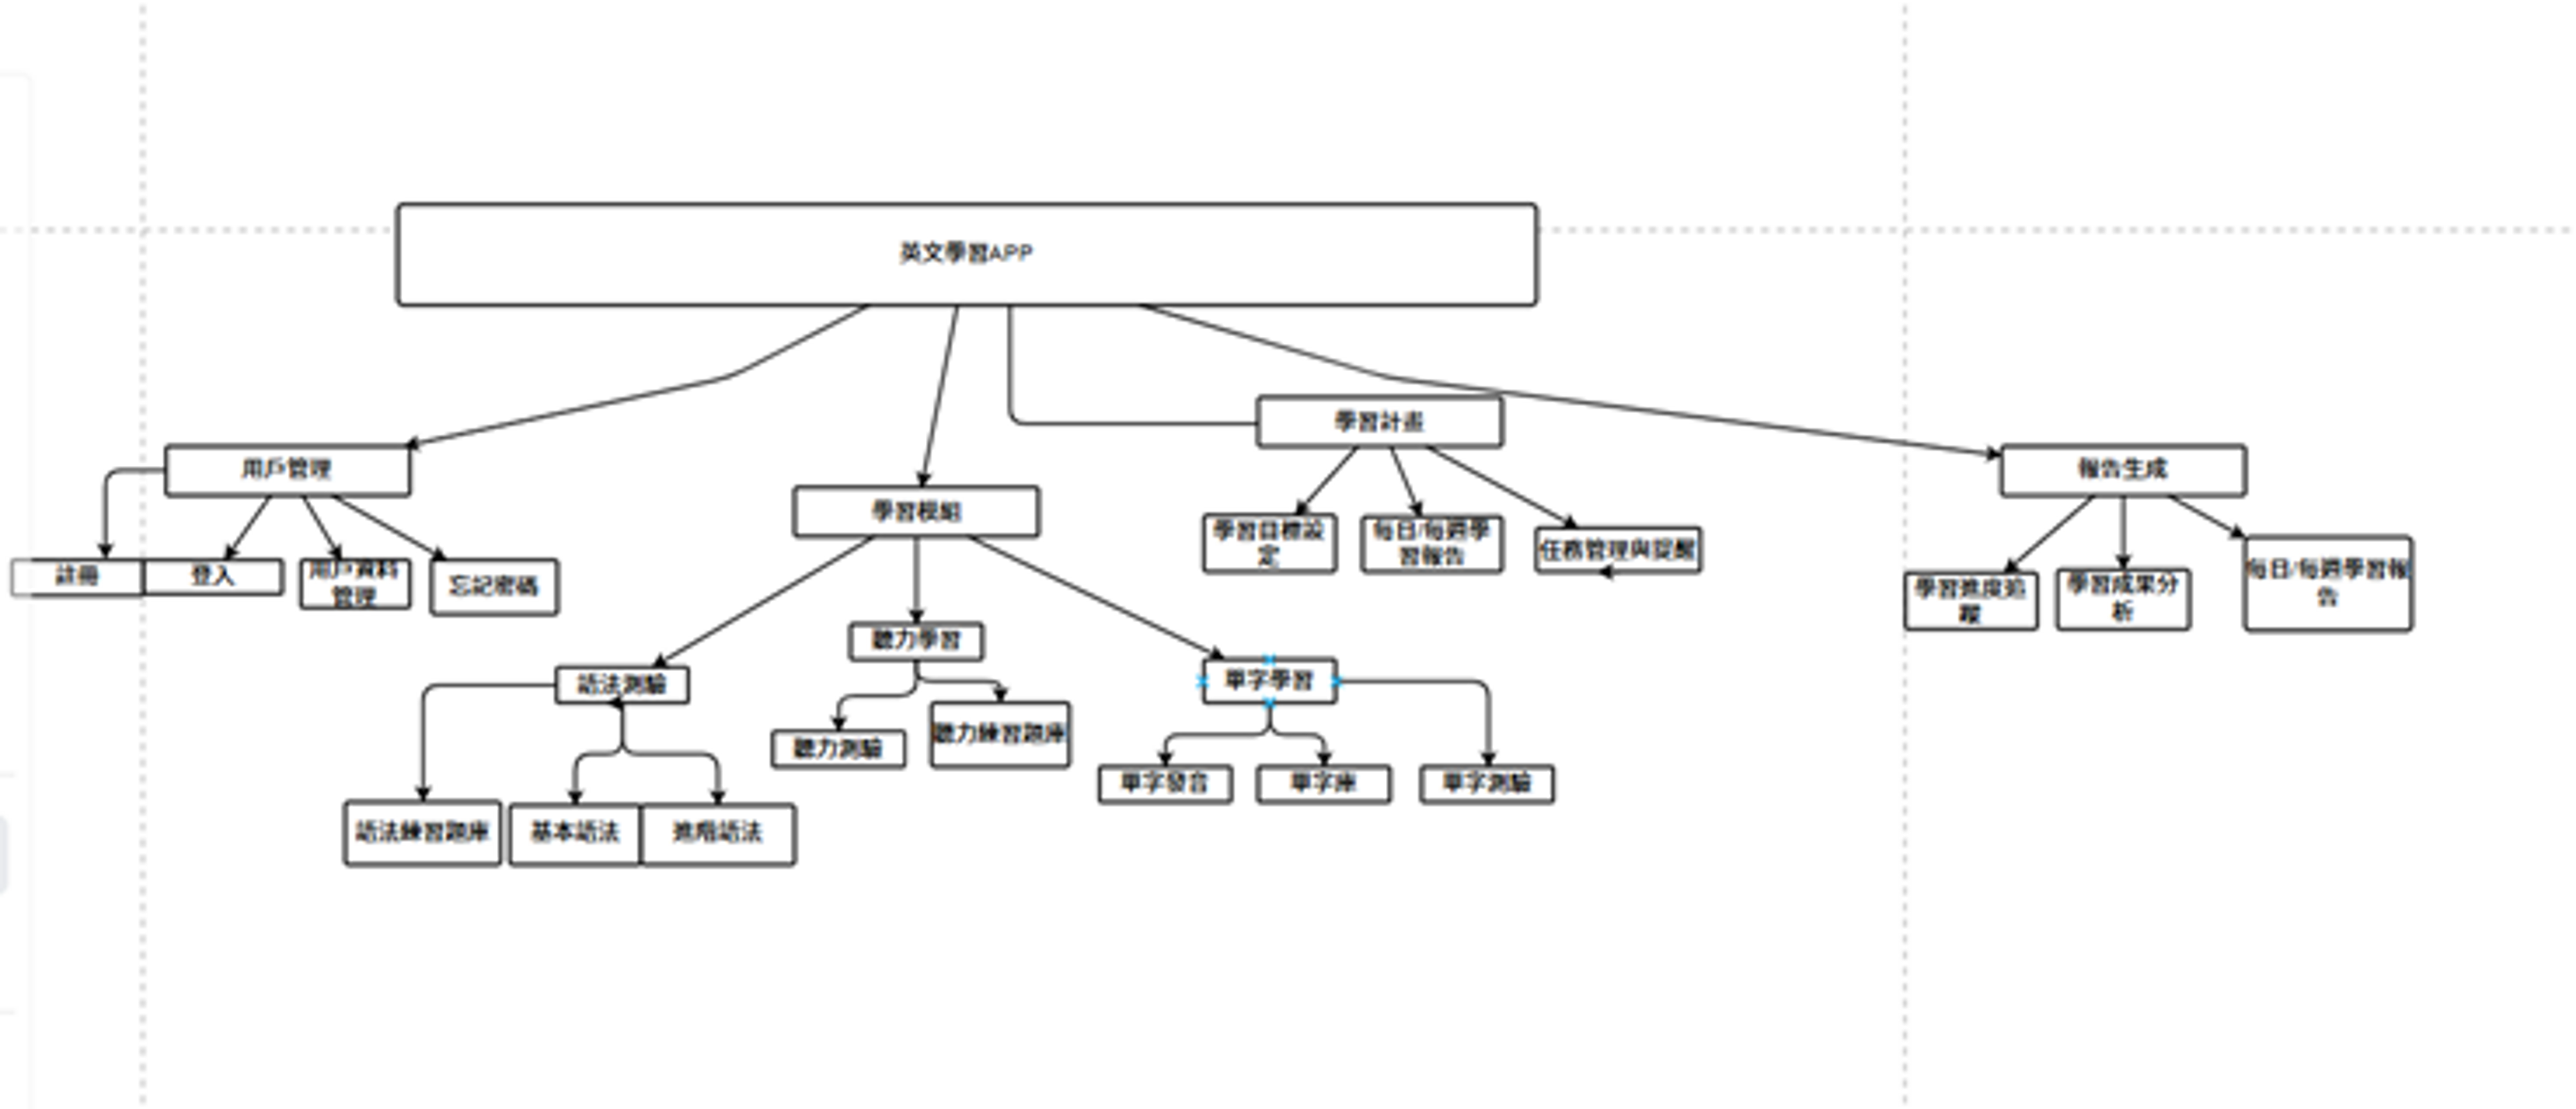 英文學習APP
用戶管理
註冊
登入
用戶資料
管理
忘記密碼
學習模組
語法測驗
語法練習題庫
基本語法
進階語法
聽力學習
聽力測驗
聽力練習題庫
單字學習
單字發音
單字庫
單字測驗
學習計畫
學習目標設
定
每日/每週學
習報告
任務管理與提醒
報告生成
學習進度追
蹤
學習成果分
析
每日/每週學習報
告